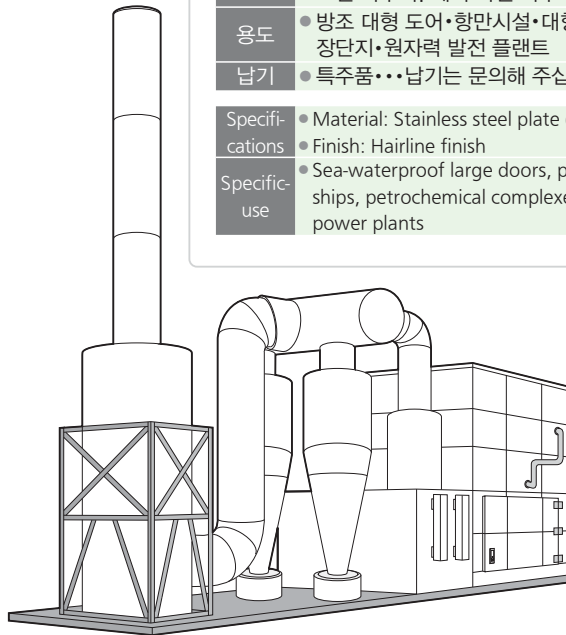 용도
● 방조 대형 도어•항만시설•대형
장단지•원자력 발전 플랜트
납기
● 특주품•••납기는 문의해 주십
Specifi-
cations
● Material: Stainless steel plate
● Finish: Hairline finish
Specific-
use
● Sea-waterproof large doors, p
ships, petrochemical complexe
power plants